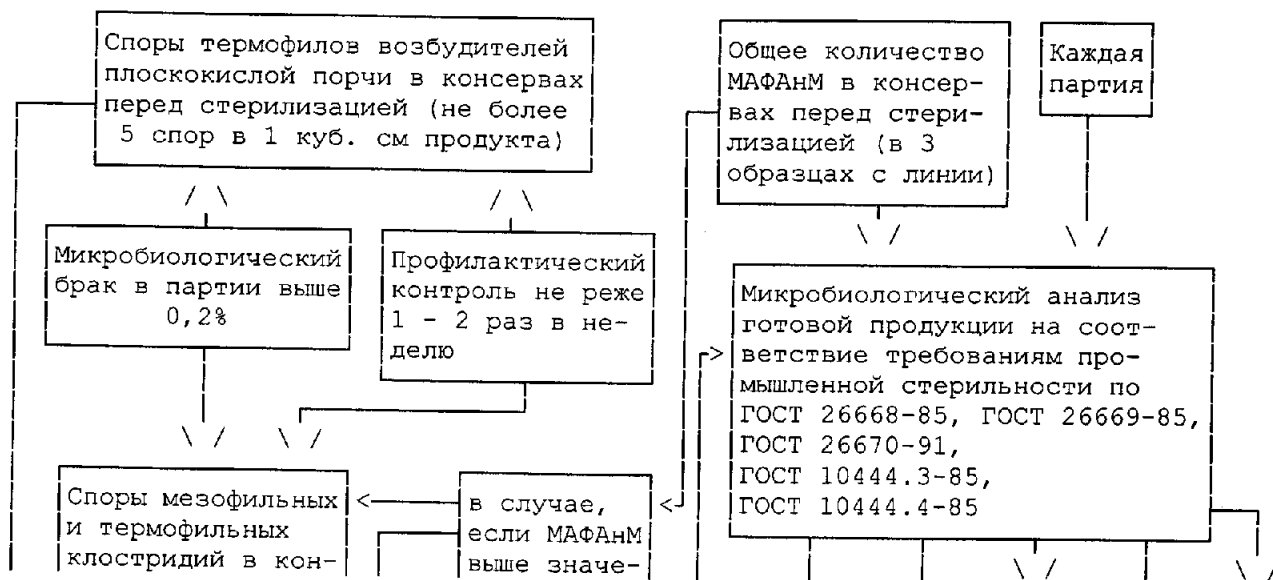 Споры термофилов возбудителей
плоскокислой порчи в консервах
перед стерилизацией (не более
5 спор в 1 куб. см продукта)
Общее количество
МАФАнМ в консер-
вах перед стери-
лизацией (в 3
образцах с линии)
Каждая
партия
Микробиологический
брак в партии выше
0,2%
Профилактический
контроль не реже
1 - 2 раз в не-
делю
Микробиологический анализ
готовой продукции на соот-
ветствие требованиям про-
мышленной стерильности по
ГОСТ 26668-85, ГОСТ 26669-85,
ГОСТ 26670-91,
ГОСТ 10444.3-85,
ГОСТ 10444.4-85
Споры мезофильных
и термофильных
клостридий в кон-
в случае,
если МАФАнМ
выше значе-